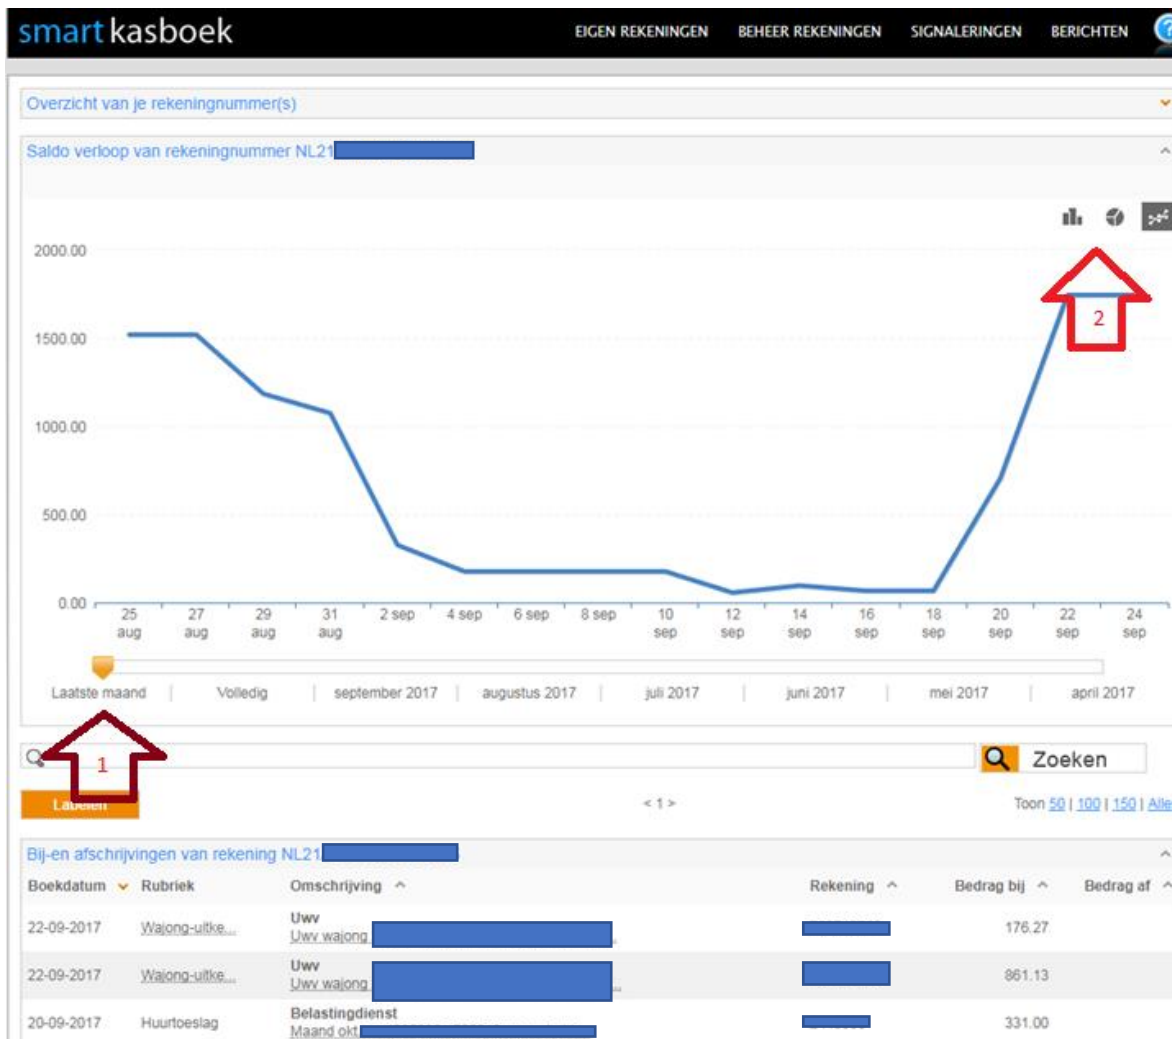 smart kasboek
EIGEN REKENINGEN BEHEER REKENINGEN SIGNALERINGEN BERICHTEN ?
Overzicht van je rekeningnummer(s)
Saldo verloop van rekeningnummer NL21
2000.00
1500.00
1000.00
500.00
0.00
25 aug 27 aug 29 aug 31 aug 2 sep 4 sep 6 sep 8 sep 10 sep 12 sep 14 sep 16 sep 18 sep 20 sep 22 sep 24 sep
2
Laatste maand | Volledig | september 2017 | augustus 2017 | juli 2017 | juni 2017 | mei 2017 | april 2017
1
Zoeken
Labelen < 1 > Toon 50 | 100 | 150 | Alle
Bij-en afschrijvingen van rekening NL21
Boekdatum Rubriek Omschrijving Rekening Bedrag bij Bedrag af
22-09-2017 Wajong-uitke... Uwv 176.27
Uwv wajong
22-09-2017 Wajong-uitke... Uwv 861.13
Uwv wajong
20-09-2017 Huurtoeslag Belastingdienst 331.00
Maand okt